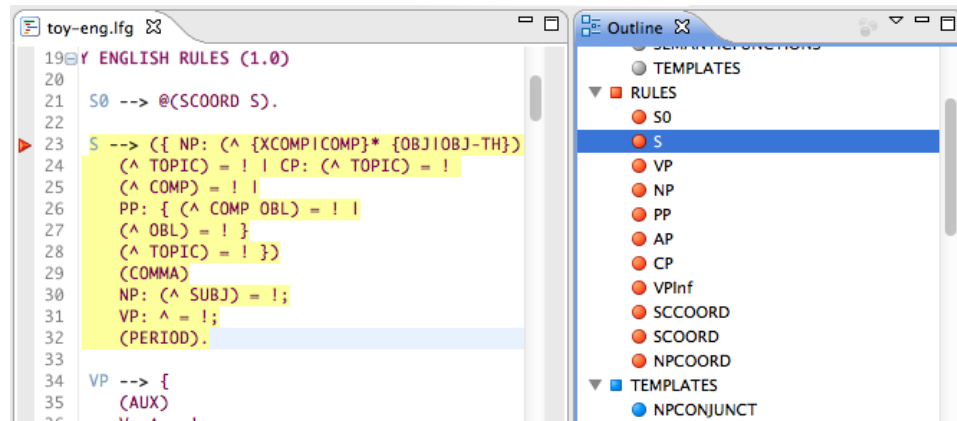 toy-eng.lfg
19 Y ENGLISH RULES (1.0)
20
21 S0 --> @(SCOORD S).
22
23 S --> ({ NP: (^ {XCOMP|COMP}* {OBJ|OBJ-TH})
24 (^ TOPIC) = ! | CP: (^ TOPIC) = !
25 (^ COMP) = ! |
26 PP: { (^ COMP OBL) = ! |
27 (^ OBL) = ! }
28 (^ TOPIC) = ! })
29 (COMMA)
30 NP: (^ SUBJ) = !;
31 VP: ^ = !;
32 (PERIOD).
33
34 VP --> {
35 (AUX)
Outline
TEMPLATES
RULES
S0
S
VP
NP
PP
AP
CP
VPInf
SCCOORD
SCOORD
NPCOORD
TEMPLATES
NPCONJUNCT